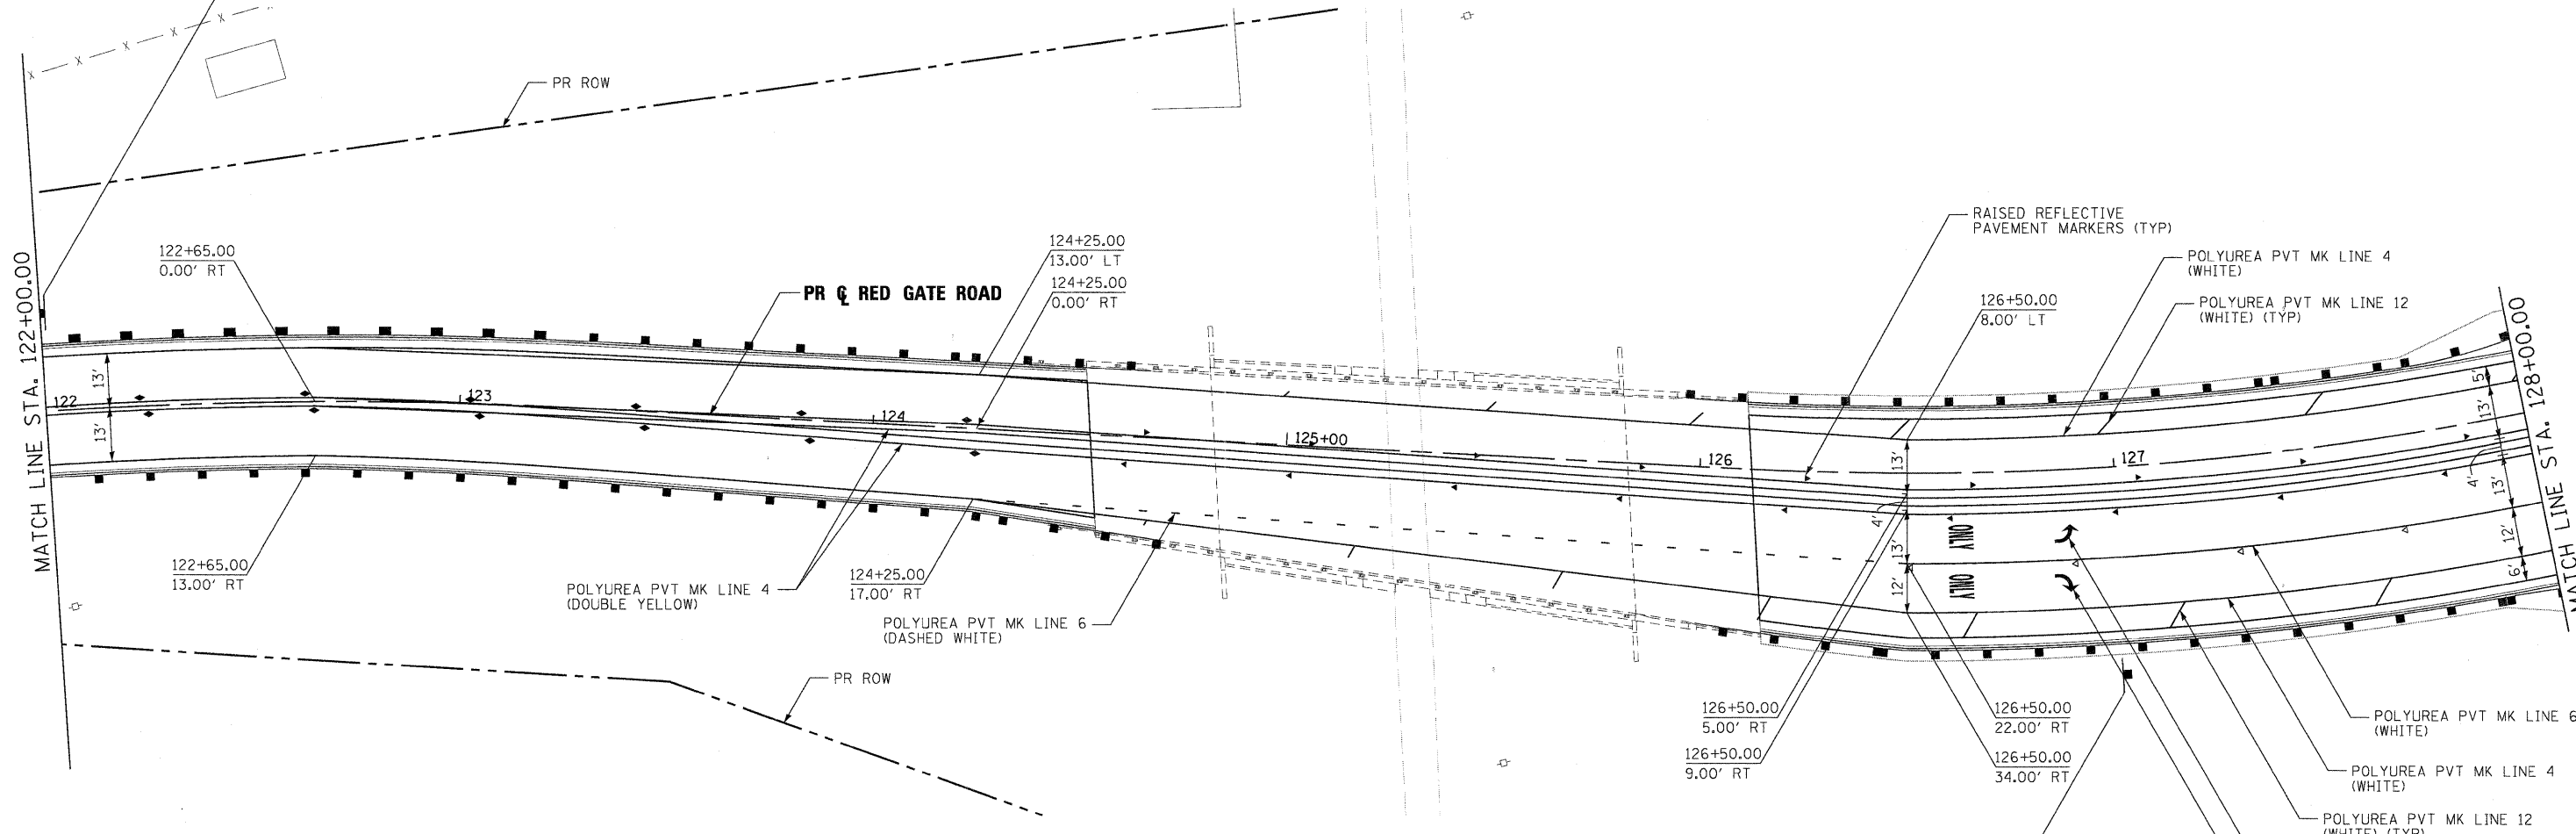 X X X X X
PR ROW
MATCH LINE STA. 122+00.00
122+65.00
0.00' RT
PR ℄ RED GATE ROAD
124+25.00
13.00' LT
124+25.00
0.00' RT
RAISED REFLECTIVE
PAVEMENT MARKERS (TYP)
POLYUREA PVT MK LINE 4
(WHITE)
126+50.00
8.00' LT
POLYUREA PVT MK LINE 12
(WHITE) (TYP)
MATCH LINE STA. 128+00.00
13'
13'
122
123
124
125+00
126
127
13'
4'
13'
12'
ONLY
ONLY
5'
13'
4'
13'
12'
6'
122+65.00
13.00' RT
POLYUREA PVT MK LINE 4
(DOUBLE YELLOW)
124+25.00
17.00' RT
POLYUREA PVT MK LINE 6
(DASHED WHITE)
PR ROW
126+50.00
5.00' RT
126+50.00
9.00' RT
126+50.00
22.00' RT
126+50.00
34.00' RT
POLYUREA PVT MK LINE 6
(WHITE)
POLYUREA PVT MK LINE 4
(WHITE)
POLYUREA PVT MK LINE 12
(WHITE) (TYP)